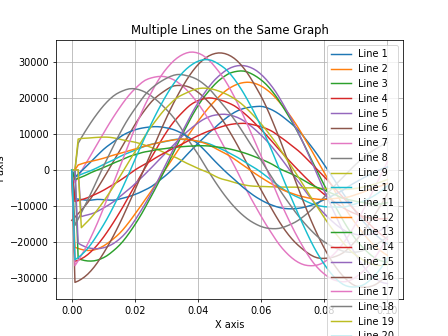 Multiple Lines on the Same Graph
30000
20000
10000
0
−10000
−20000
−30000
0.00
0.02
0.04
0.06
X axis
Line 1
Line 2
Line 3
Line 4
Line 5
Line 6
Line 7
Line 8
Line 9
Line 10
Line 11
Line 12
Line 13
Line 14
Line 15
Line 16
Line 17
Line 18
Line 19
Line 20